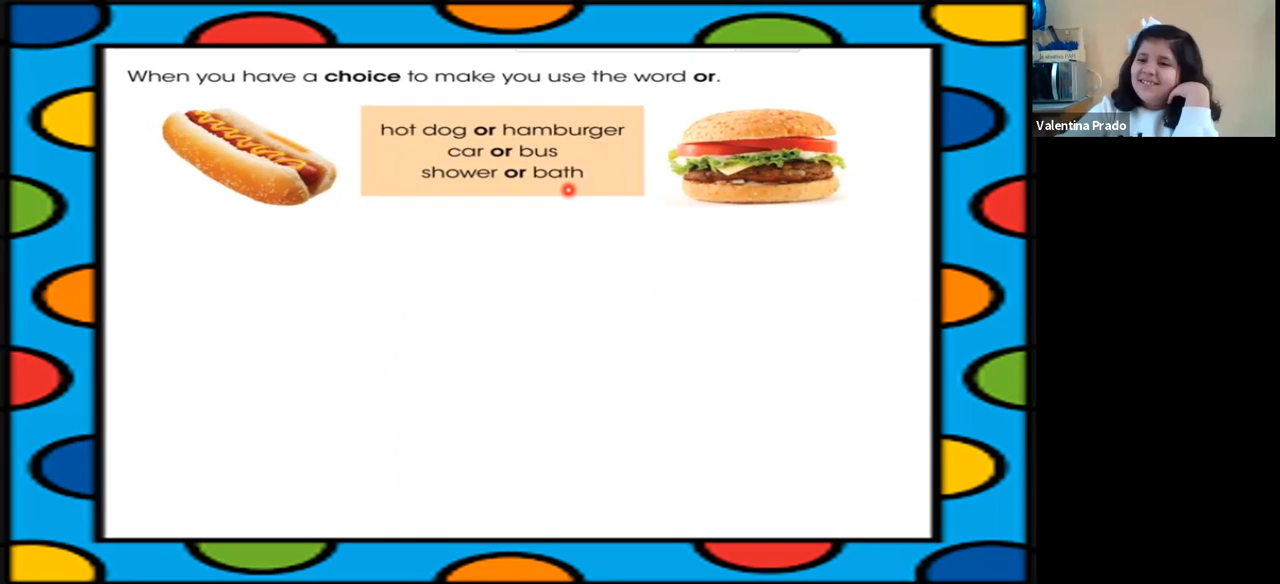 When you have a choice to make you use the word or.
hot dog or hamburger
car or bus
shower or bath
Valentina Prado